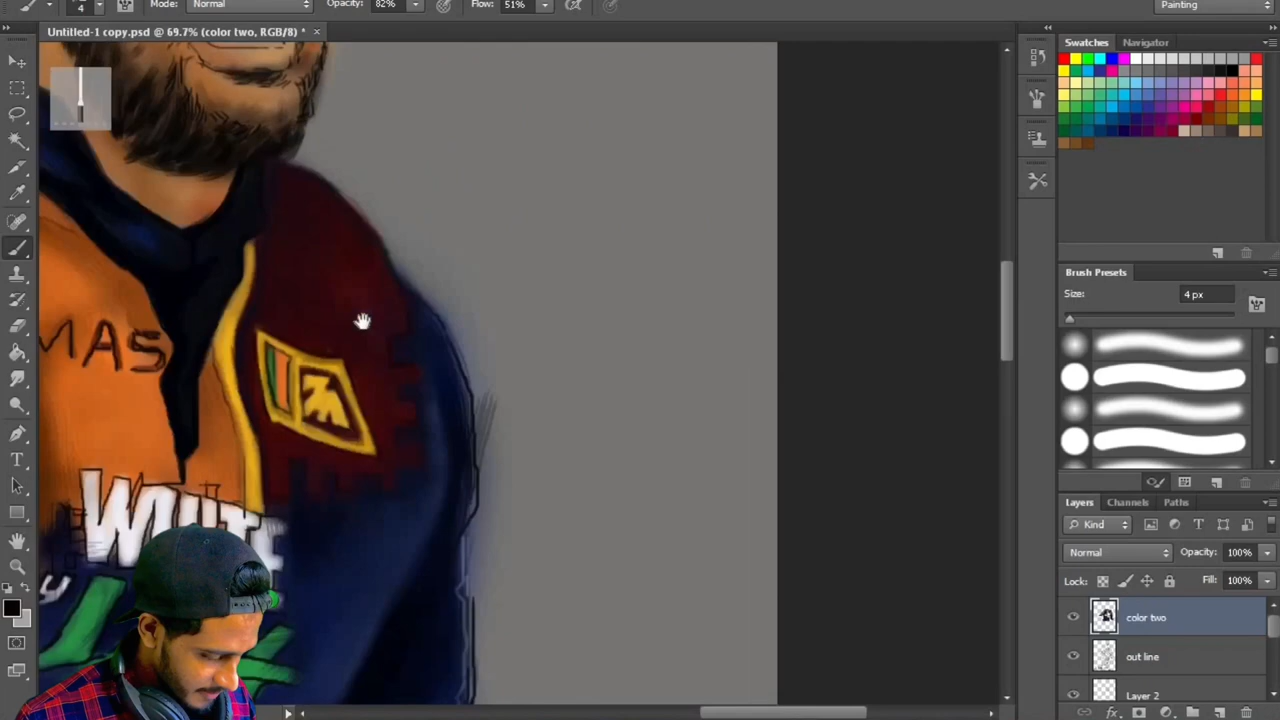 4 Mode: Normal Opacity: 82% Flow: 51% Painting
Untitled-1 copy.psd @ 69.7% (color two, RGB/8) * ×
Swatches Navigator
Brush Presets
Size: 4 px
MAS
WHITE
Layers Channels Paths
Kind
Normal Opacity: 100%
Lock: Fill: 100%
color two
out line
Layer 2